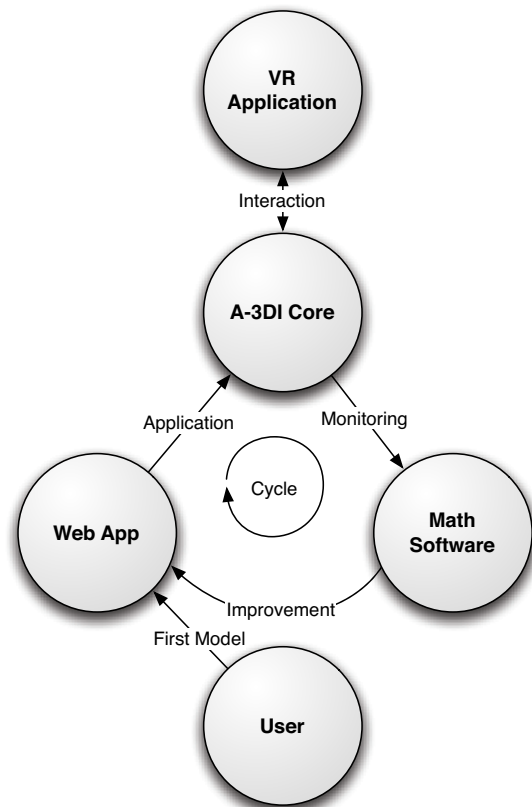 VR
Application
Interaction
A-3DI Core
Application
Monitoring
Cycle
Web App
Math
Software
Improvement
First Model
User